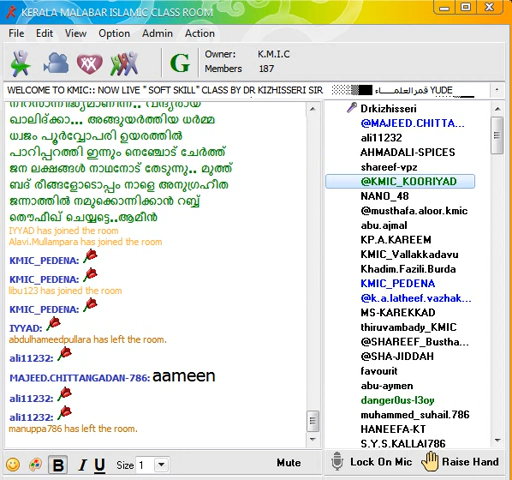 KERALA MALABAR ISLAMIC CLASS ROOM
File Edit View Option Admin Action
G
Owner: K.M.I.C
Members 187
WELCOME TO KMIC:: NOW LIVE " SOFT SKILL" CLASS BY DR KIZHISSERI SIR YUDE
ഖാലിദ്ക്കാ... അങ്ങുയര്‍ത്തിയ ധര്‍മ്മ
ധ്വജം പൂര്‍വ്വോപരി ഉയരത്തില്‍
പാറിപ്പറത്തി ഇന്നും നെഞ്ചോട് ചേര്‍ത്ത്
ജന ലക്ഷങ്ങള്‍ നാഥനോട് തേടുന്നു.. മുത്ത്
ബദ് രീങ്ങളോടൊപ്പം നാളെ അനുഗ്രഹീത
ജന്നാത്തില്‍ നമുക്കൊന്നിക്കാന്‍ റബ്ബ്
തൌഫീഖ് ചെയ്യട്ടെ..ആമീന്‍
IYYAD has joined the room
Alavi.Mullampara has joined the room
KMIC_PEDENA:
KMIC_PEDENA:
libu123 has joined the room
KMIC_PEDENA:
IYYAD:
abdulhameedpullara has left the room.
ali11232:
MAJEED.CHITTANGADAN-786: aameen
ali11232:
ali11232:
manuppa786 has left the room.
B I U Size 1 Mute
Drkizhisseri
@MAJEED.CHITTA...
ali11232
AHMADALI-SPICES
shareef-vpz
@KMIC_KOORIYAD
NANO_48
@musthafa.aloor.kmic
abu.ajmal
KP.A.KAREEM
KMIC_Vallakkadavu
Khadim.Fazili.Burda
KMIC_PEDENA
@k.a.latheef.vazhak...
MS-KAREKKAD
thiruvambady_KMIC
@SHAREEF_Bustha...
@SHA-JIDDAH
favourit
abu-aymen
danger0us-l3oy
muhammed_suhail.786
HANEEFA-KT
S.Y.S.KALLAI786
Lock On Mic Raise Hand